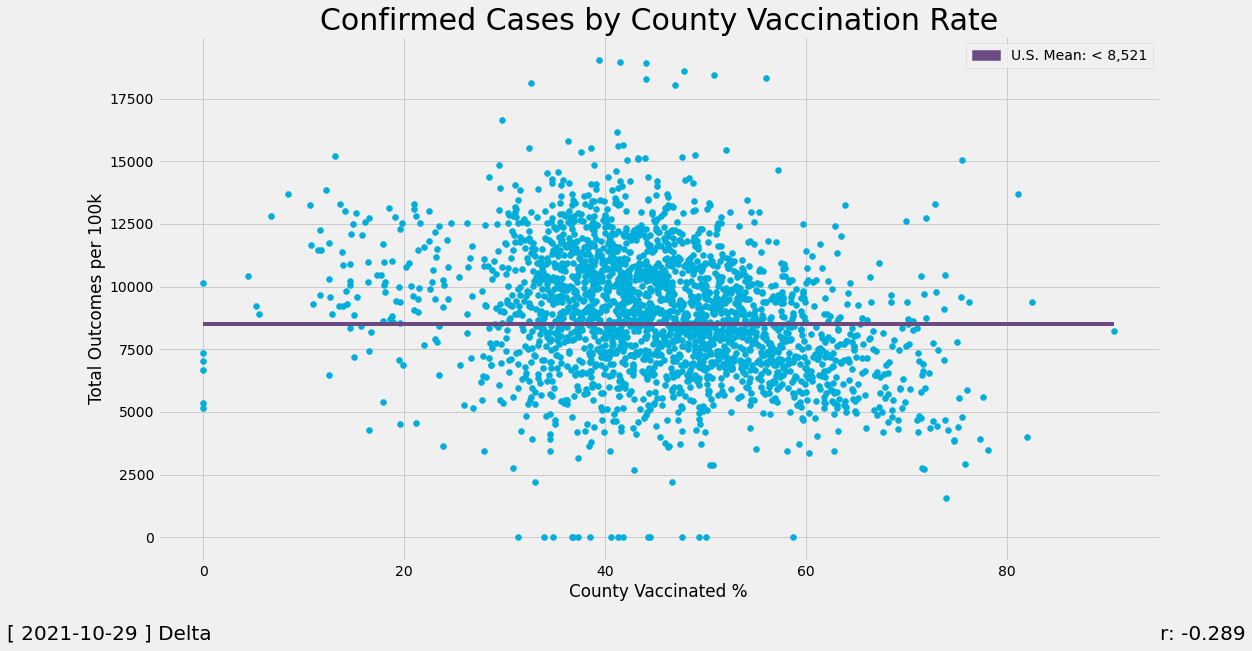 Confirmed Cases by County Vaccination Rate
U.S. Mean: < 8,521
Total Outcomes per 100k
17500
15000
12500
10000
7500
5000
2500
0
0 20 40 60 80
County Vaccinated %
[ 2021-10-29 ] Delta
r: -0.289